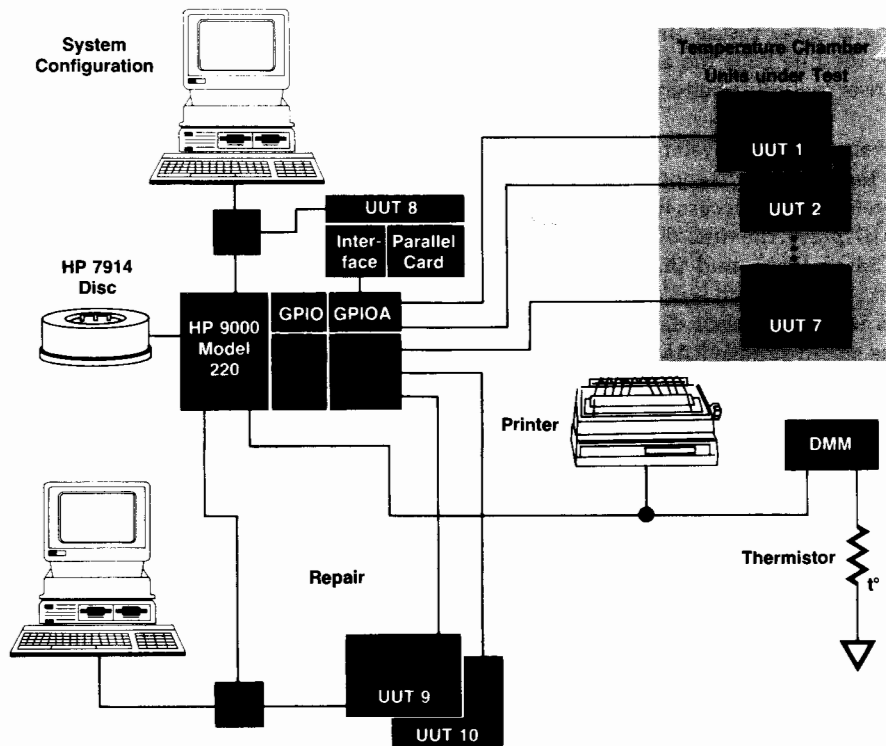 System
Configuration
Temperature Chamber
Units under Test
UUT 1
UUT 2
UUT 7
UUT 8
Inter-
face
Parallel
Card
HP 7914
Disc
HP 9000
Model
220
GPIO
GPIOA
Printer
DMM
Thermistor
t°
Repair
UUT 9
UUT 10